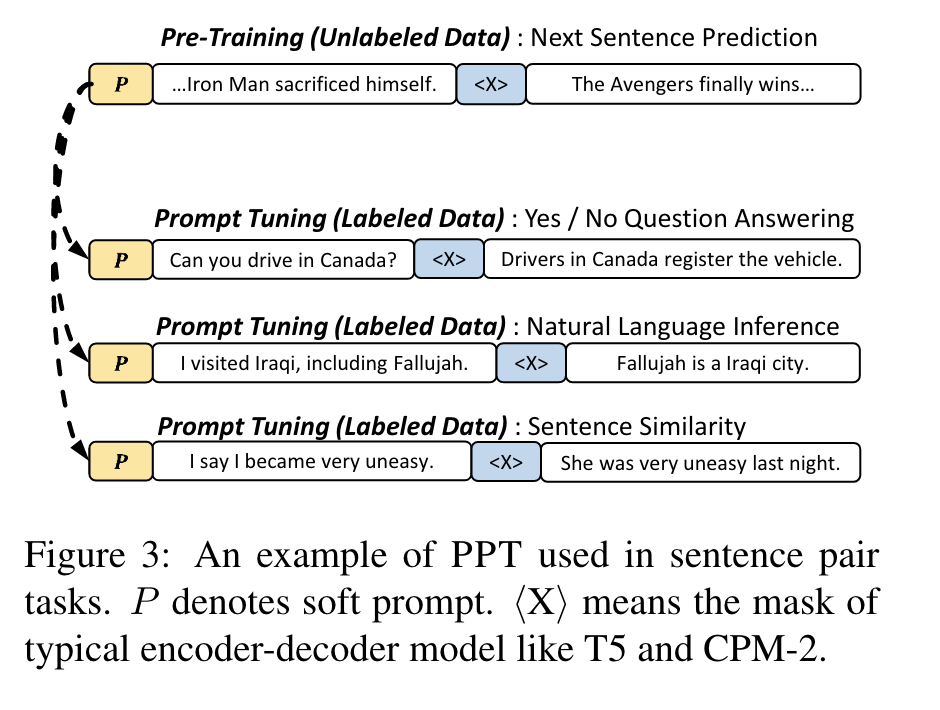 Pre-Training (Unlabeled Data) : Next Sentence Prediction
P ...Iron Man sacrificed himself. <X> The Avengers finally wins...
Prompt Tuning (Labeled Data) : Yes / No Question Answering
P Can you drive in Canada? <X> Drivers in Canada register the vehicle.
Prompt Tuning (Labeled Data) : Natural Language Inference
P I visited Iraqi, including Fallujah. <X> Fallujah is a Iraqi city.
Prompt Tuning (Labeled Data) : Sentence Similarity
P I say I became very uneasy. <X> She was very uneasy last night.
Figure 3: An example of PPT used in sentence pair
tasks. P denotes soft prompt. ⟨X⟩ means the mask of
typical encoder-decoder model like T5 and CPM-2.